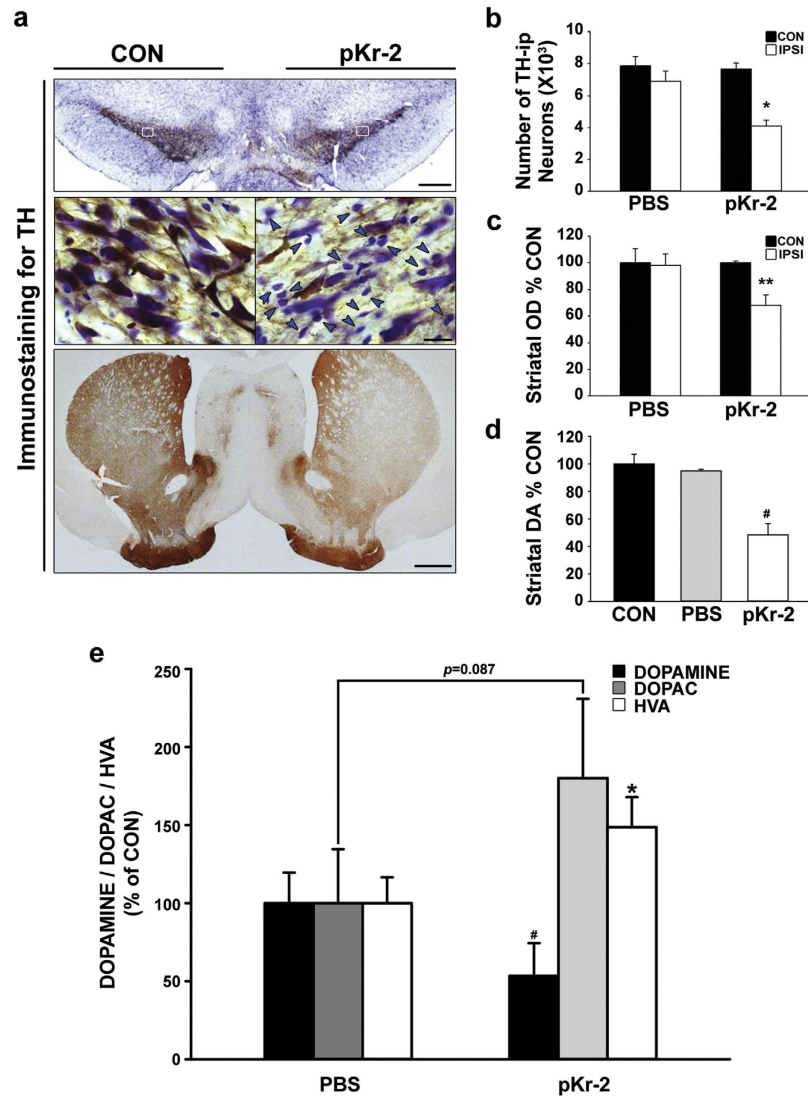 a
CON
pKr-2
Immunostaining for TH
b
Number of TH-ip
Neurons (X10³)
10
8
6
4
2
0
CON
IPSI
*
PBS
pKr-2
c
Striatal OD % CON
120
100
80
60
40
20
0
CON
IPSI
**
PBS
pKr-2
d
Striatal DA % CON
120
100
80
60
40
20
0
#
CON
PBS
pKr-2
e
DOPAMINE / DOPAC / HVA
(% of CON)
250
200
150
100
50
0
p=0.087
DOPAMINE
DOPAC
HVA
#
*
PBS
pKr-2